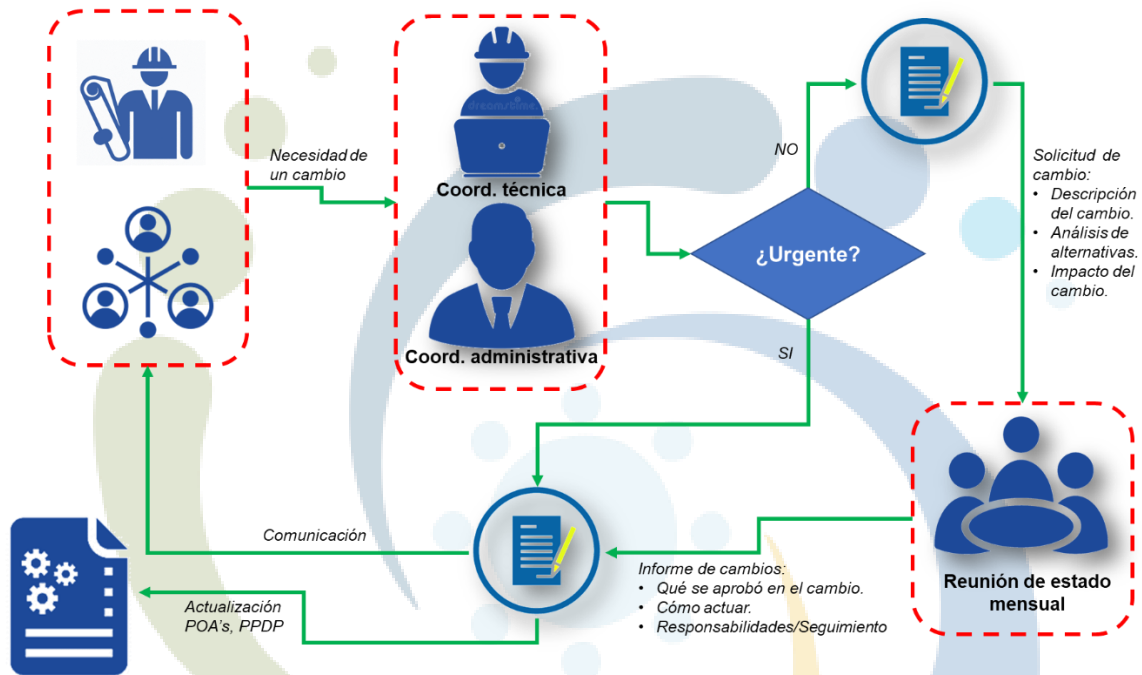 Necesidad de
un cambio
dreamstime
Coord. técnica
Coord. administrativa
¿Urgente?
NO
SI
Solicitud de
cambio:
• Descripción
del cambio.
• Análisis de
alternativas.
• Impacto del
cambio.
Reunión de estado
mensual
Informe de cambios:
• Qué se aprobó en el cambio.
• Cómo actuar.
• Responsabilidades/Seguimiento
Comunicación
Actualización
POA's, PPDP